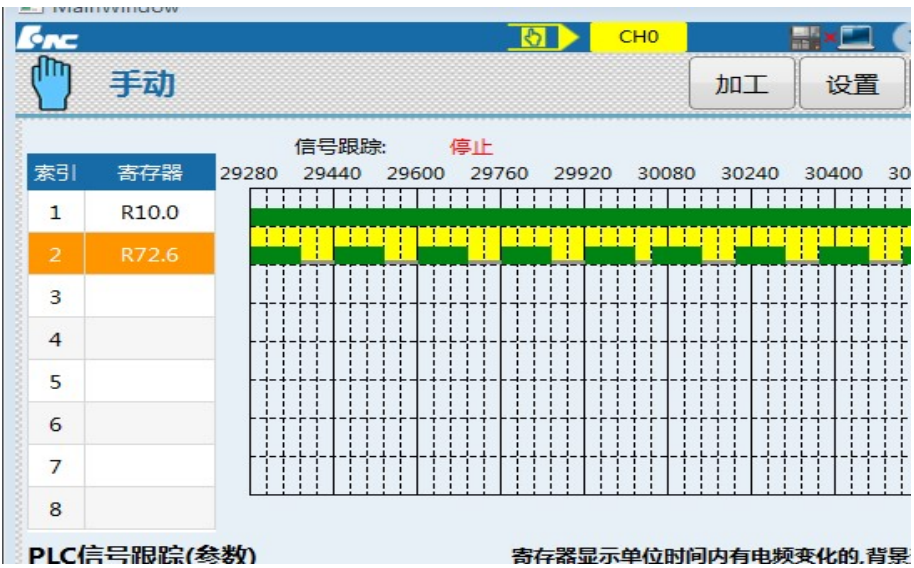 MainWindow
CNC
CH0
手动
加工
设置
信号跟踪:
停止
索引 寄存器
29280 29440 29600 29760 29920 30080 30240 30400 30
1 R10.0
2 R72.6
3
4
5
6
7
8
PLC信号跟踪(参数)
寄存器显示单位时间内有电频变化的,背景